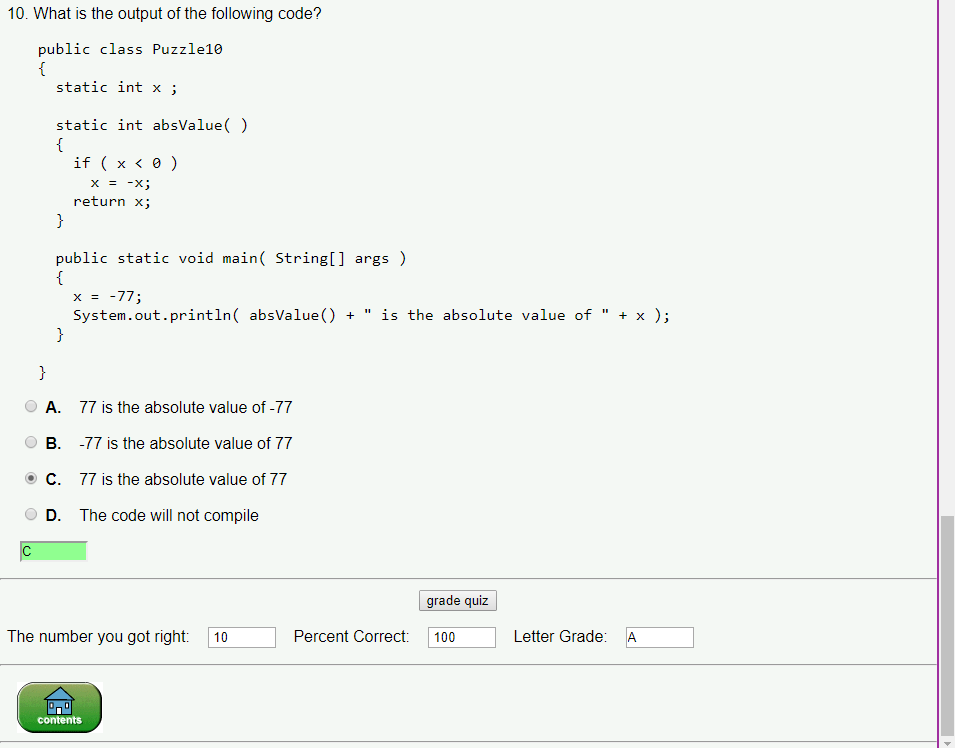 10. What is the output of the following code?
public class Puzzle10
{
static int x ;
static int absValue( )
{
if ( x < 0 )
x = -x;
return x;
}
public static void main( String[] args )
{
x = -77;
System.out.println( absValue() + " is the absolute value of " + x );
}
}
A. 77 is the absolute value of -77
B. -77 is the absolute value of 77
C. 77 is the absolute value of 77
D. The code will not compile
C
grade quiz
The number you got right: 10 Percent Correct: 100 Letter Grade: A
contents